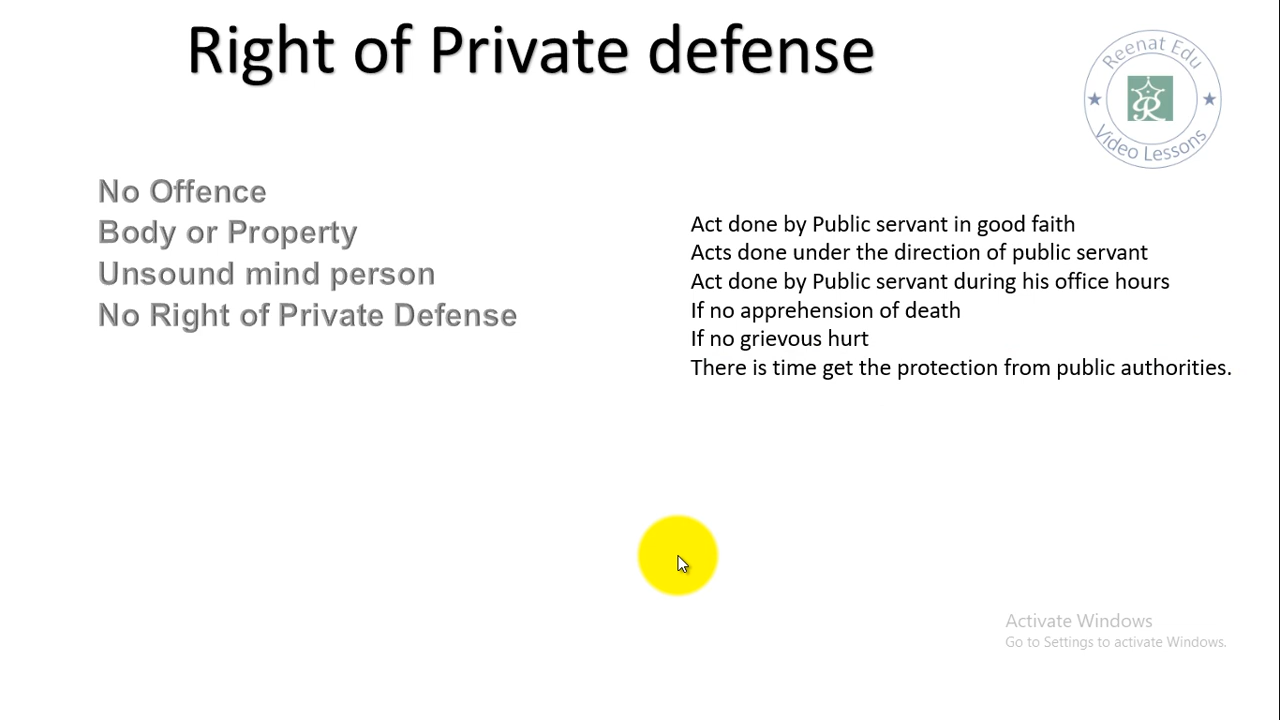 Right of Private defense
Reenat Edu
Video Lessons
R
No Offence
Body or Property
Unsound mind person
No Right of Private Defense
Act done by Public servant in good faith
Acts done under the direction of public servant
Act done by Public servant during his office hours
If no apprehension of death
If no grievous hurt
There is time get the protection from public authorities.
Activate Windows
Go to Settings to activate Windows.